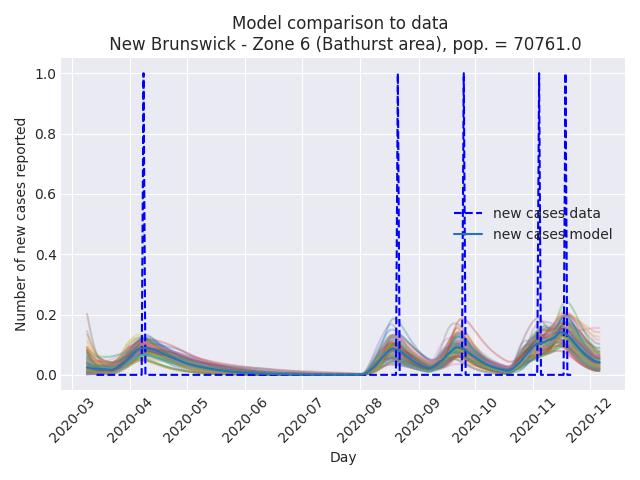 Model comparison to data
New Brunswick - Zone 6 (Bathurst area), pop. = 70761.0
Number of new cases reported
1.0
0.8
0.6
0.4
0.2
0.0
new cases data
new cases model
2020-03
2020-04
2020-05
2020-06
2020-07
2020-08
2020-09
2020-10
2020-11
2020-12
Day